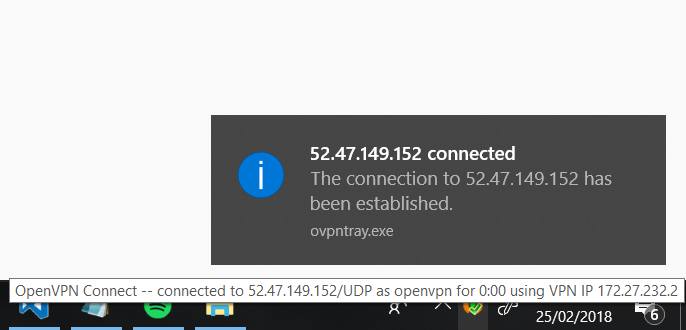 52.47.149.152 connected
The connection to 52.47.149.152 has
been established.
ovpntray.exe
OpenVPN Connect -- connected to 52.47.149.152/UDP as openvpn for 0:00 using VPN IP 172.27.232.2
25/02/2018
6